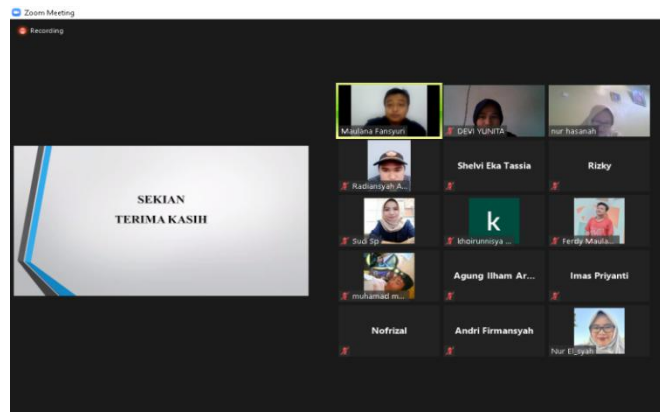 Zoom Meeting
Recording
SEKIAN
TERIMA KASIH
Maulana Fansyuri
DEVI YUNITA
nur hasanah
Radiansyah A...
Shelvi Eka Tassia
Rizky
Suci Sp
k
khoirunnisya ...
Ferdy Maula...
muhamad m...
Agung Ilham Ar...
Imas Priyanti
Nofrizal
Andri Firmansyah
Nur El_syah